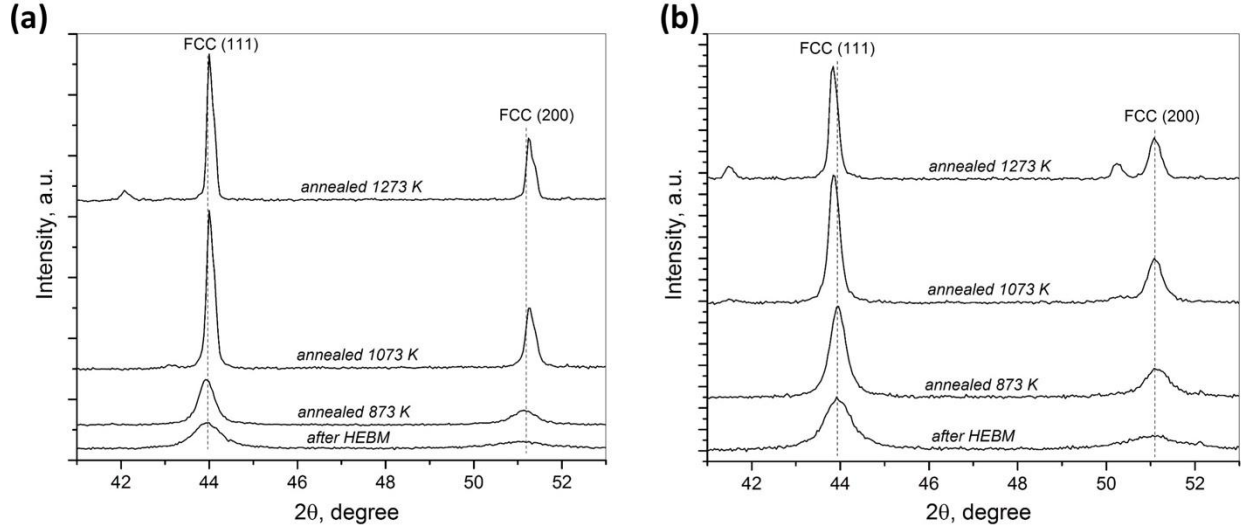 (a)
FCC (111)
FCC (200)
annealed 1273 K
annealed 1073 K
annealed 873 K
after HEBM
Intensity, a.u.
42 44 46 48 50 52
2θ, degree
(b)
FCC (111)
FCC (200)
annealed 1273 K
annealed 1073 K
annealed 873 K
after HEBM
Intensity, a.u.
42 44 46 48 50 52
2θ, degree